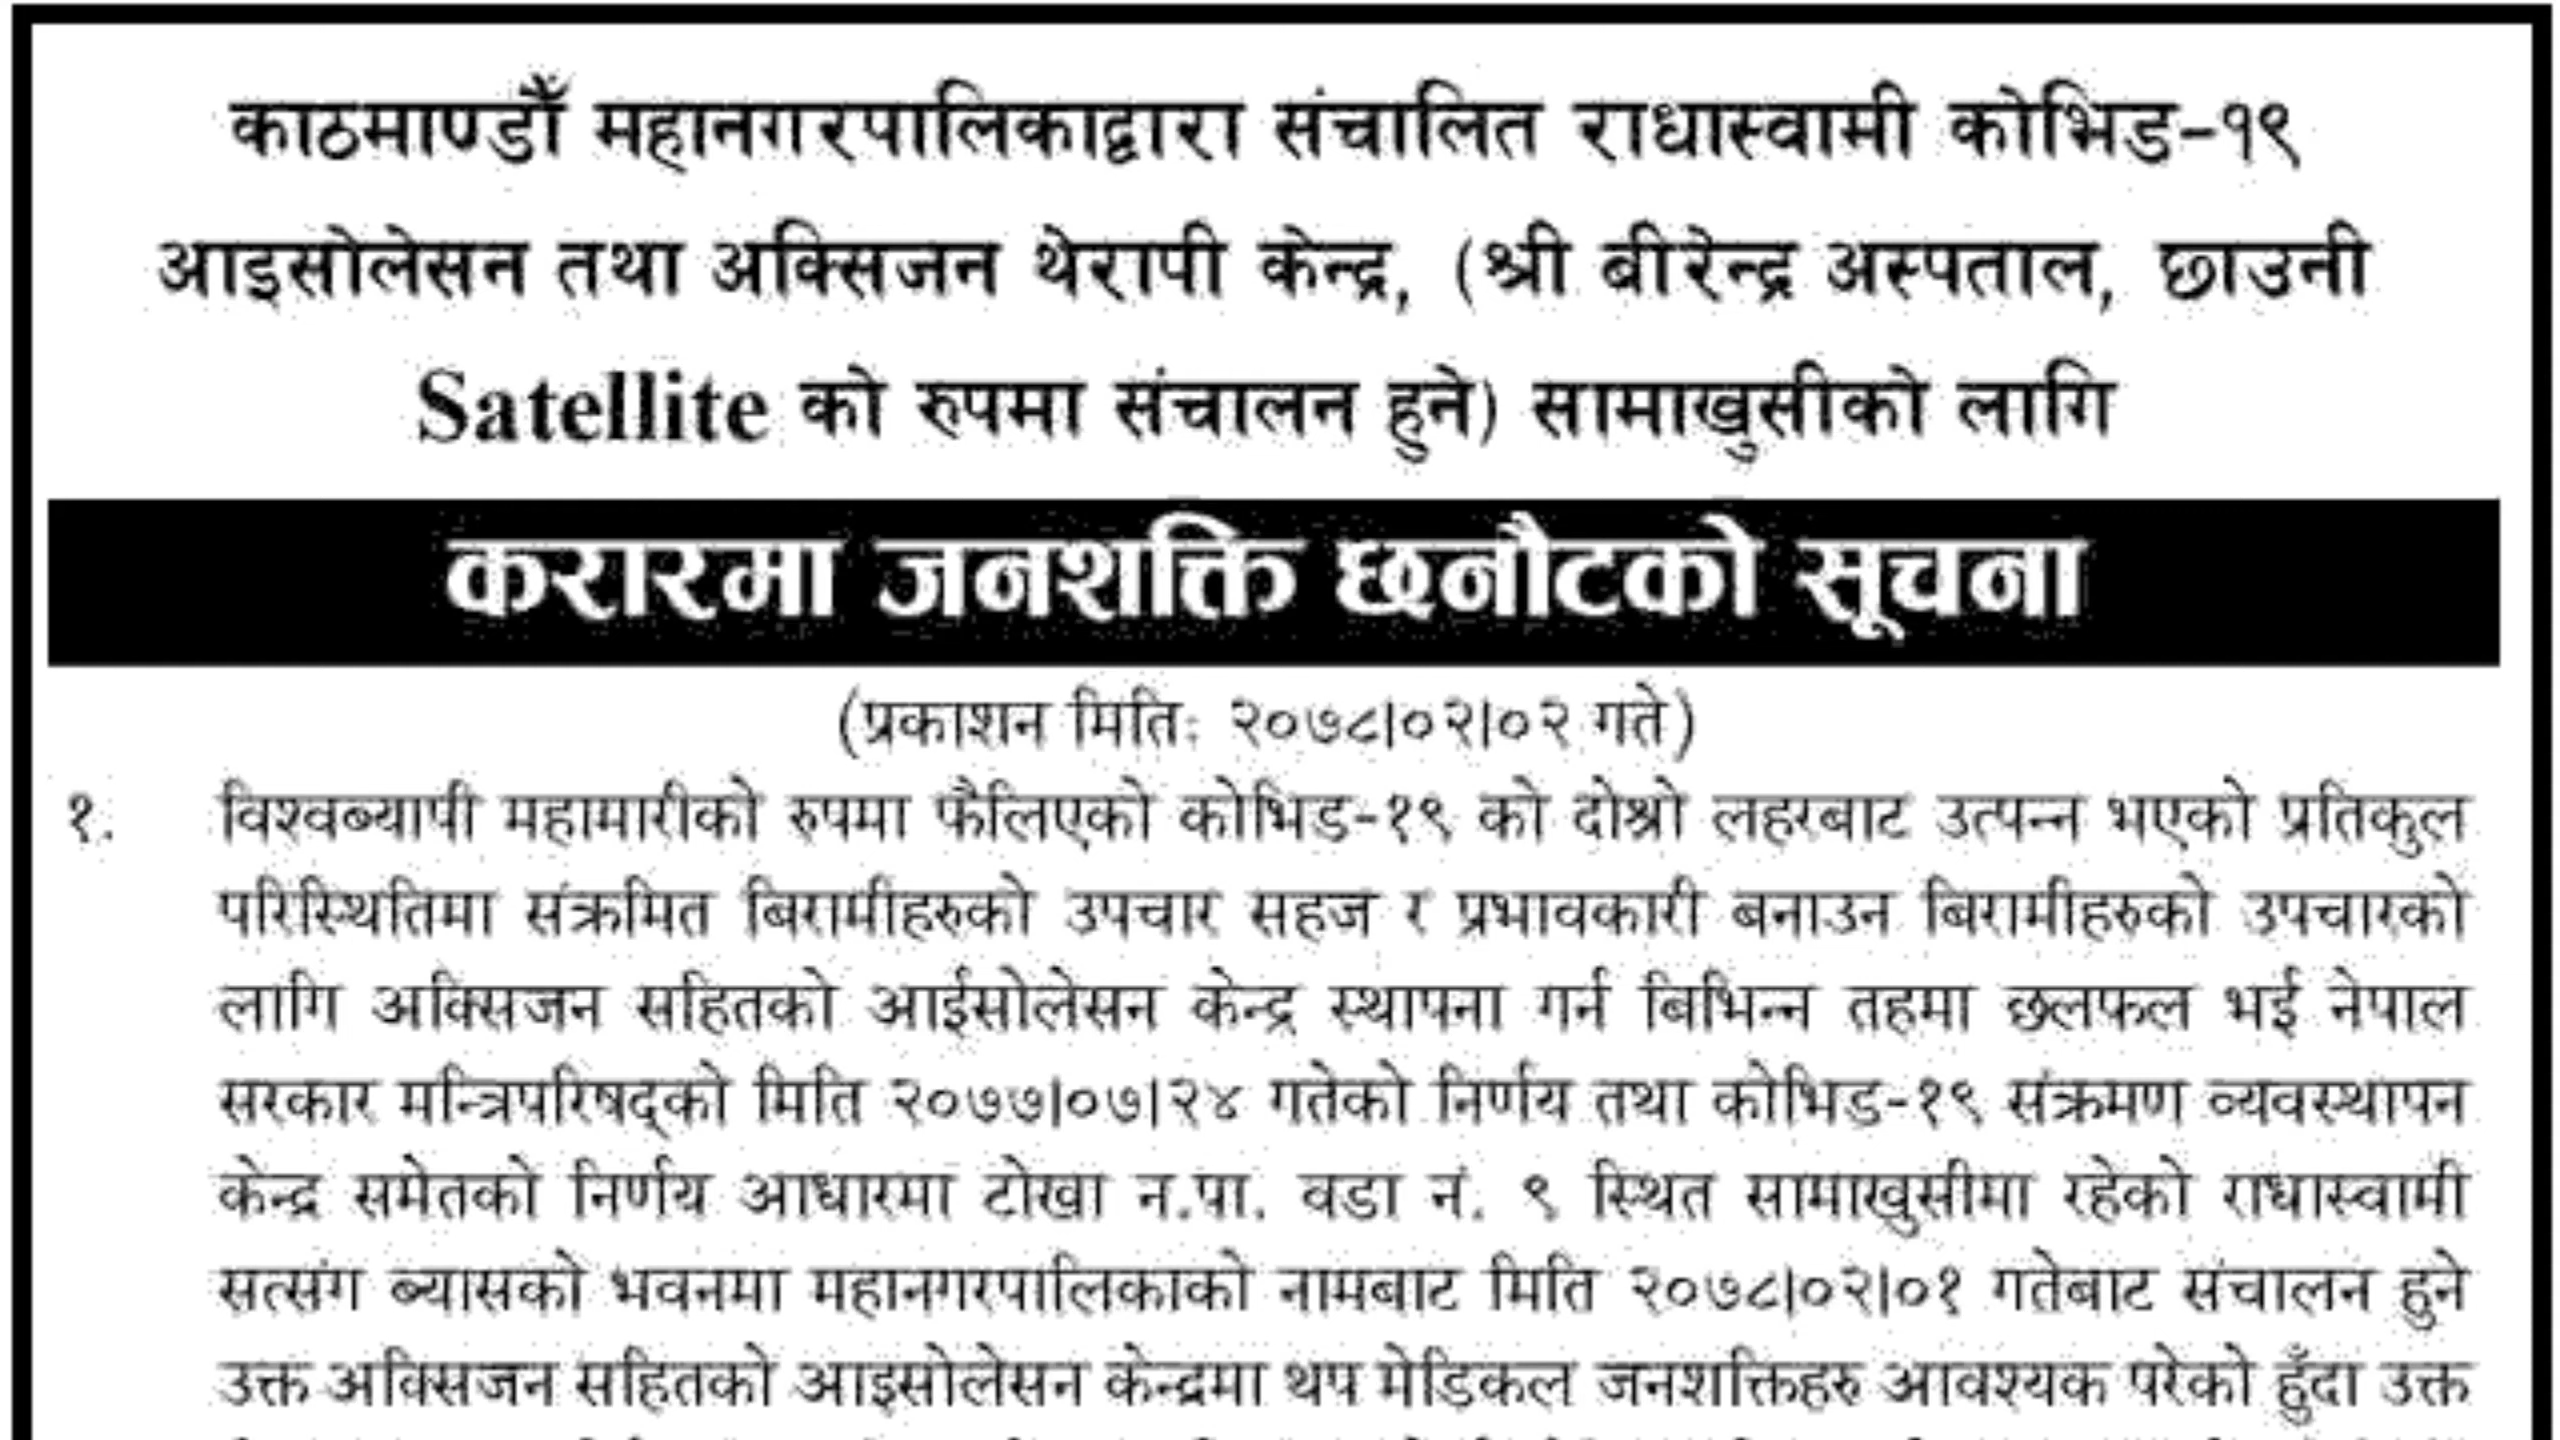 काठमाण्डौँ महानगरपालिकाद्वारा संचालित राधास्वामी कोभिड-१९
आइसोलेसन तथा अक्सिजन थेरापी केन्द्र, (श्री बीरेन्द्र अस्पताल, छाउनी
Satellite को रुपमा संचालन हुने) सामाखुसीको लागि
करारमा जनशक्ति छनौटको सूचना
(प्रकाशन मितिः २०७८।०२।०२ गते)
१. विश्वब्यापी महामारीको रुपमा फैलिएको कोभिड-१९ को दोश्रो लहरबाट उत्पन्न भएको प्रतिकुल
परिस्थितिमा संक्रमित बिरामीहरुको उपचार सहज र प्रभावकारी बनाउन बिरामीहरुको उपचारको
लागि अक्सिजन सहितको आईसोलेसन केन्द्र स्थापना गर्न बिभिन्न तहमा छलफल भई नेपाल
सरकार मन्त्रिपरिषद्को मिति २०७७।०७।२४ गतेको निर्णय तथा कोभिड-१९ संक्रमण व्यवस्थापन
केन्द्र समेतको निर्णय आधारमा टोखा न.पा. वडा नं. ९ स्थित सामाखुसीमा रहेको राधास्वामी
सत्संग ब्यासको भवनमा महानगरपालिकाको नामबाट मिति २०७८।०२।०१ गतेबाट संचालन हुने
उक्त अक्सिजन सहितको आइसोलेसन केन्द्रमा थप मेडिकल जनशक्तिहरु आवश्यक परेको हुँदा उक्त